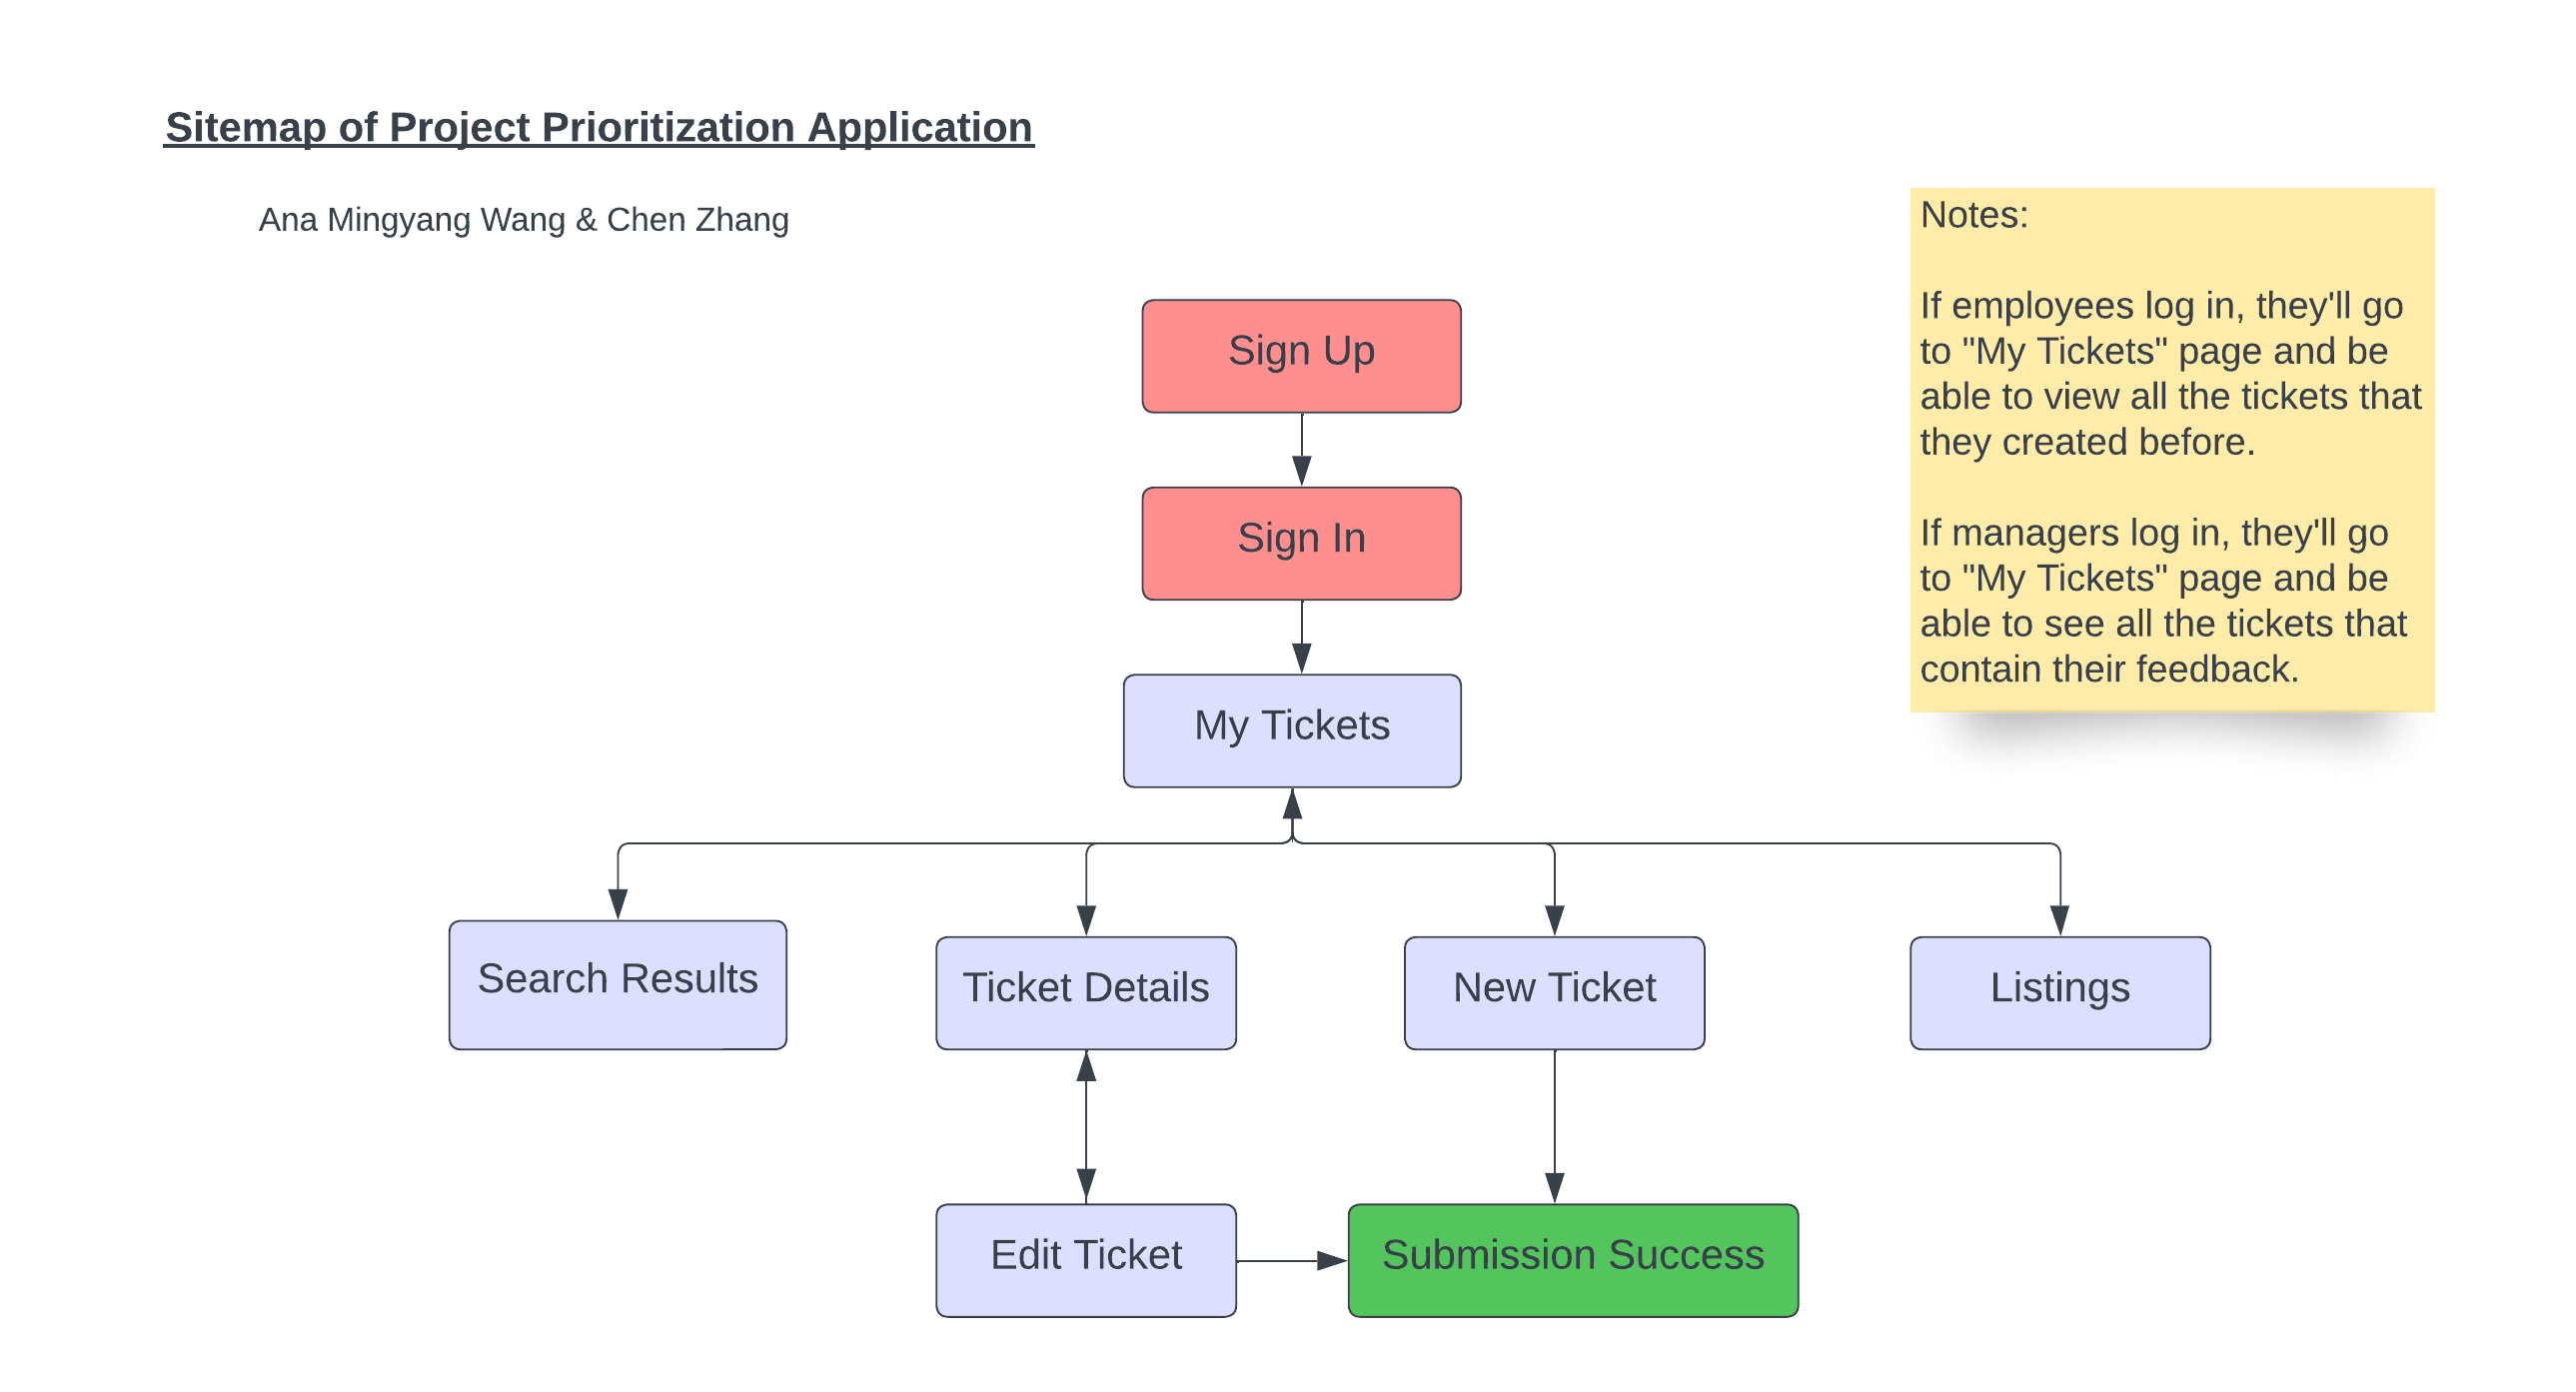 Sitemap of Project Prioritization Application
Ana Mingyang Wang & Chen Zhang
Notes:
If employees log in, they'll go
to "My Tickets" page and be
able to view all the tickets that
they created before.
If managers log in, they'll go
to "My Tickets" page and be
able to see all the tickets that
contain their feedback.
Sign Up
Sign In
My Tickets
Search Results
Ticket Details
New Ticket
Listings
Edit Ticket
Submission Success